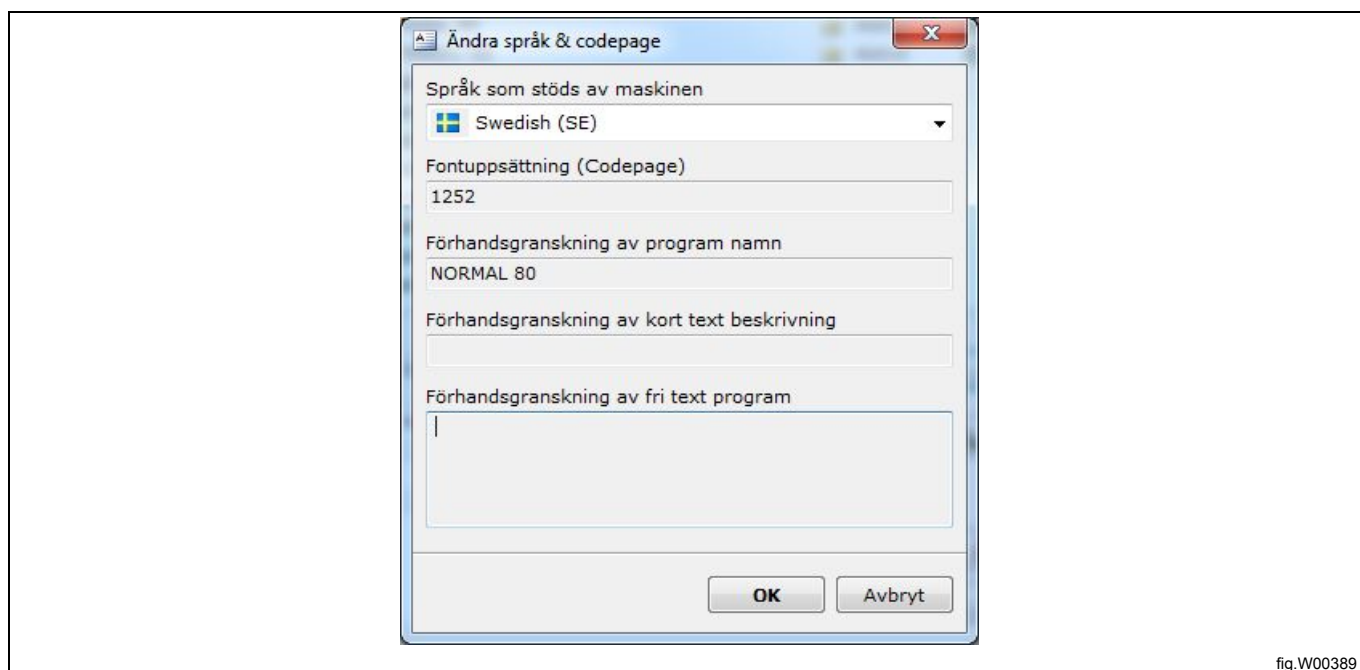 Ändra språk & codepage
Språk som stöds av maskinen
Swedish (SE)
Fontuppsättning (Codepage)
1252
Förhandsgranskning av program namn
NORMAL 80
Förhandsgranskning av kort text beskrivning
Förhandsgranskning av fri text program
OK Avbryt
fig.W00389